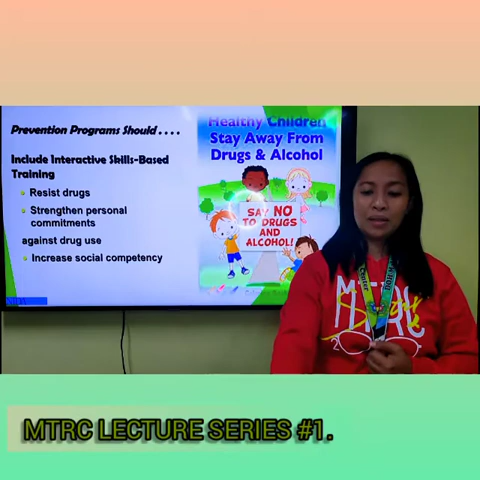 Prevention Programs Should . . . .
Include Interactive Skills-Based
Training
Resist drugs
Strengthen personal
commitments
against drug use
Increase social competency
Healthy Children
Stay Away From
Drugs & Alcohol
SAY NO
TO DRUGS
AND
ALCOHOL!
MTRC
MTRC LECTURE SERIES #1.